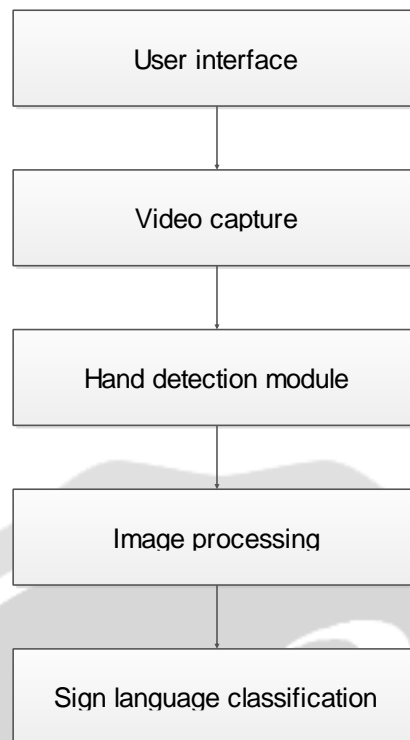 User interface
Video capture
Hand detection module
Image processing
Sign language classification